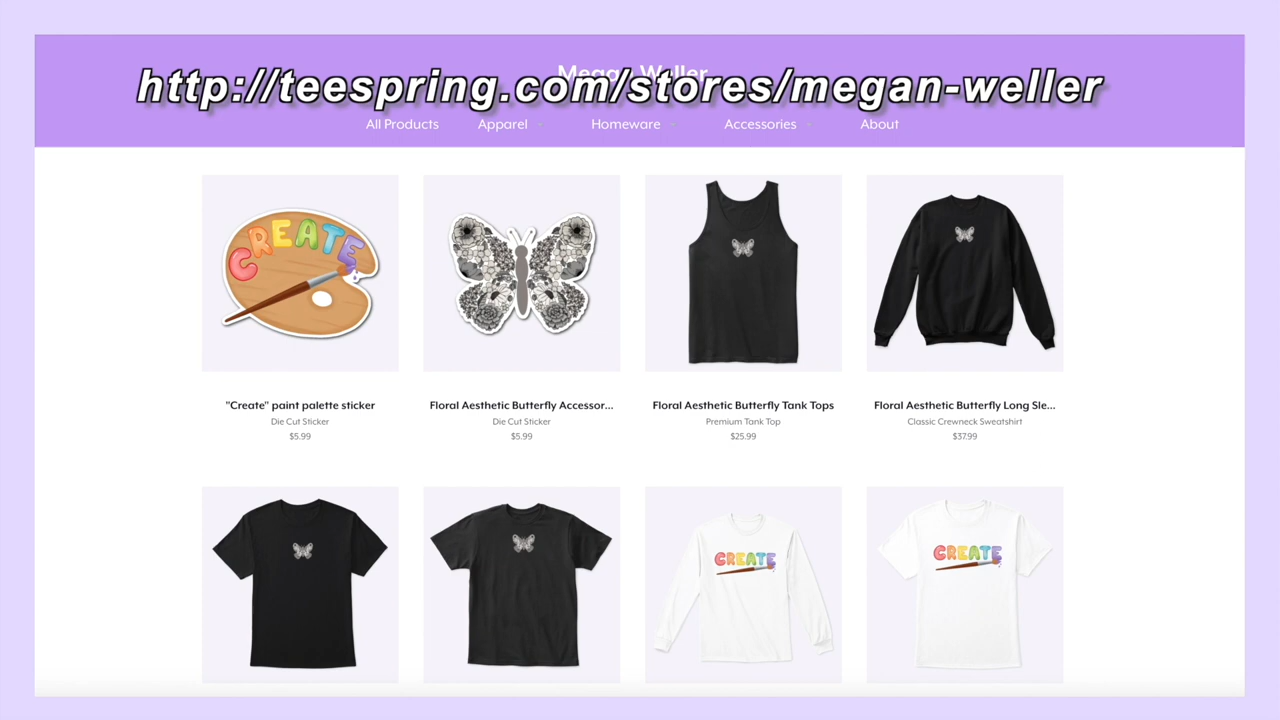 Megan Weller
http://teespring.com/stores/megan-weller
All Products Apparel Homeware Accessories About
CREATE
"Create" paint palette sticker
Die Cut Sticker
$5.99
Floral Aesthetic Butterfly Accessor...
Die Cut Sticker
$5.99
Floral Aesthetic Butterfly Tank Tops
Premium Tank Top
$25.99
Floral Aesthetic Butterfly Long Sle...
Classic Crewneck Sweatshirt
$37.99
CREATE
CREATE